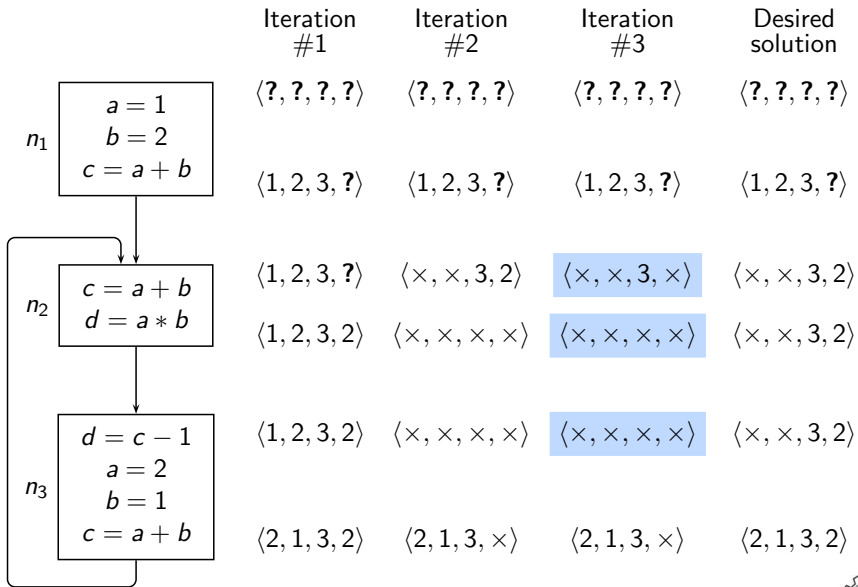 Iteration #1 Iteration #2 Iteration #3 Desired solution
⟨?, ?, ?, ?⟩ ⟨?, ?, ?, ?⟩ ⟨?, ?, ?, ?⟩ ⟨?, ?, ?, ?⟩
n₁
a = 1
b = 2
c = a + b
⟨1, 2, 3, ?⟩ ⟨1, 2, 3, ?⟩ ⟨1, 2, 3, ?⟩ ⟨1, 2, 3, ?⟩
⟨1, 2, 3, ?⟩ ⟨×, ×, 3, 2⟩ ⟨×, ×, 3, ×⟩ ⟨×, ×, 3, 2⟩
n₂
c = a + b
d = a ∗ b
⟨1, 2, 3, 2⟩ ⟨×, ×, ×, ×⟩ ⟨×, ×, ×, ×⟩ ⟨×, ×, 3, 2⟩
⟨1, 2, 3, 2⟩ ⟨×, ×, ×, ×⟩ ⟨×, ×, ×, ×⟩ ⟨×, ×, 3, 2⟩
n₃
d = c − 1
a = 2
b = 1
c = a + b
⟨2, 1, 3, 2⟩ ⟨2, 1, 3, ×⟩ ⟨2, 1, 3, ×⟩ ⟨2, 1, 3, 2⟩